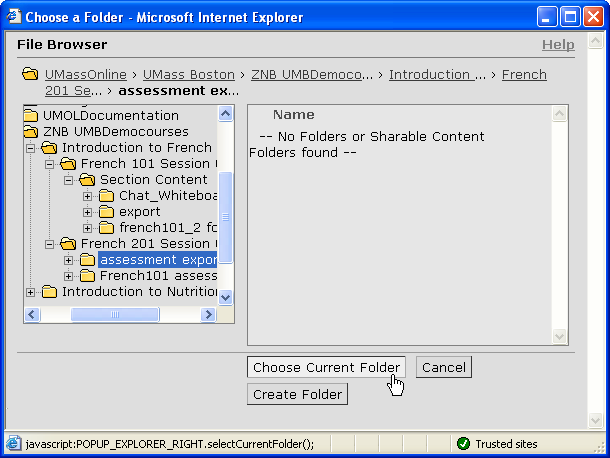 Choose a Folder - Microsoft Internet Explorer
File Browser
Help
UMassOnline › UMass Boston › ZNB UMBDemoco... › Introduction ... › French
201 Se... › assessment ex...
UMOLDocumentation
ZNB UMBDemocourses
Introduction to French
French 101 Session
Section Content
Chat_Whiteboa
export
french101_2 fo
French 201 Session
assessment expor
French101 assess
Introduction to Nutrition
Name
-- No Folders or Sharable Content
Folders found --
Choose Current Folder
Cancel
Create Folder
javascript:POPUP_EXPLORER_RIGHT.selectCurrentFolder();
Trusted sites